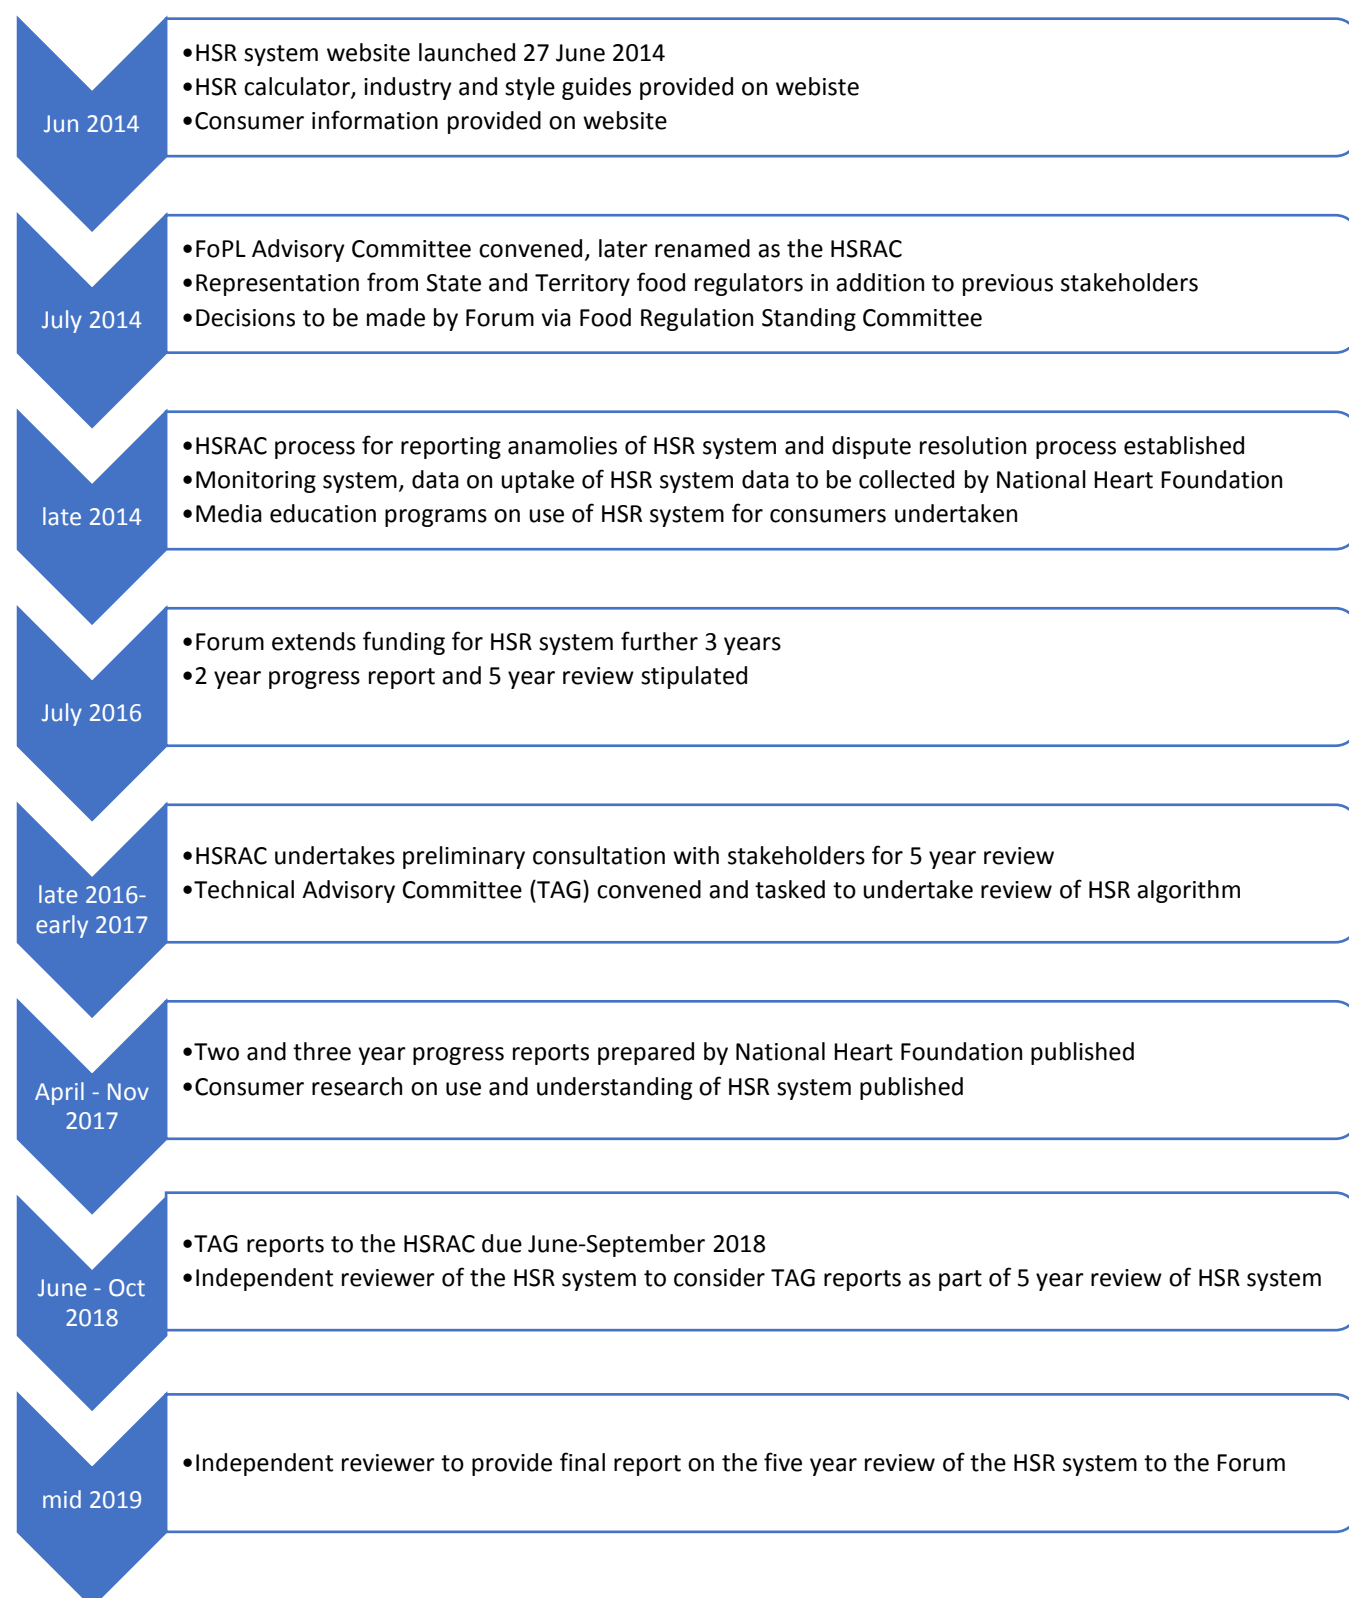 Jun 2014
•HSR system website launched 27 June 2014
•HSR calculator, industry and style guides provided on webiste
•Consumer information provided on website
July 2014
•FoPL Advisory Committee convened, later renamed as the HSRAC
•Representation from State and Territory food regulators in addition to previous stakeholders
•Decisions to be made by Forum via Food Regulation Standing Committee
late 2014
•HSRAC process for reporting anamolies of HSR system and dispute resolution process established
•Monitoring system, data on uptake of HSR system data to be collected by National Heart Foundation
•Media education programs on use of HSR system for consumers undertaken
July 2016
•Forum extends funding for HSR system further 3 years
•2 year progress report and 5 year review stipulated
late 2016-
early 2017
•HSRAC undertakes preliminary consultation with stakeholders for 5 year review
•Technical Advisory Committee (TAG) convened and tasked to undertake review of HSR algorithm
April - Nov
2017
•Two and three year progress reports prepared by National Heart Foundation published
•Consumer research on use and understanding of HSR system published
June - Oct
2018
•TAG reports to the HSRAC due June-September 2018
•Independent reviewer of the HSR system to consider TAG reports as part of 5 year review of HSR system
mid 2019
•Independent reviewer to provide final report on the five year review of the HSR system to the Forum